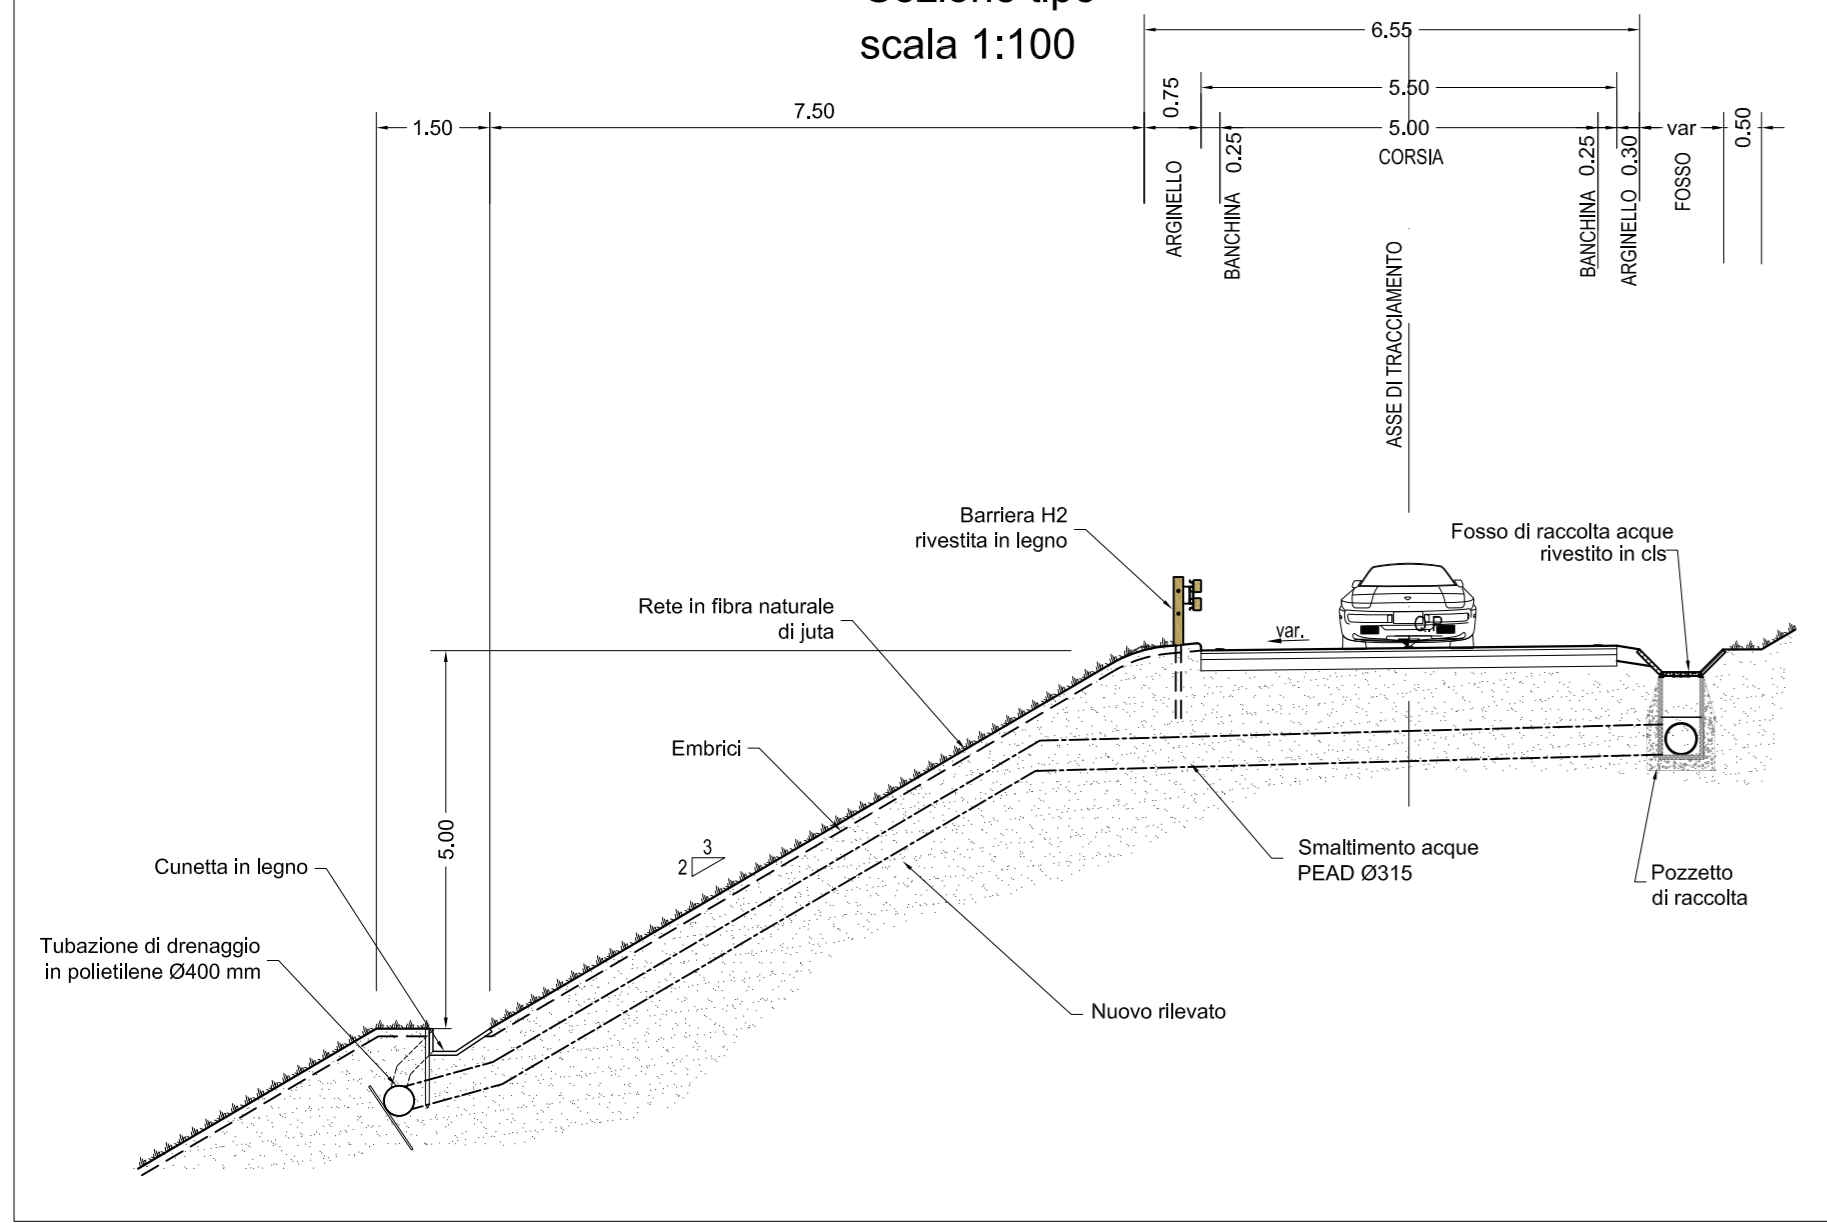 Sezione tipo
scala 1:100
6.55
5.50
1.50
7.50
0.75
5.00
var
0.50
ARGINELLO
BANCHINA 0.25
CORSIA
BANCHINA 0.25
ARGINELLO 0.30
FOSSO
ASSE DI TRACCIAMENTO
Barriera H2
rivestita in legno
Fosso di raccolta acque
rivestito in cls
Rete in fibra naturale
di juta
var.
Q.P.
Embrici
5.00
3
2
Smaltimento acque
PEAD Ø315
Pozzetto
di raccolta
Cunetta in legno
Tubazione di drenaggio
in polietilene Ø400 mm
Nuovo rilevato